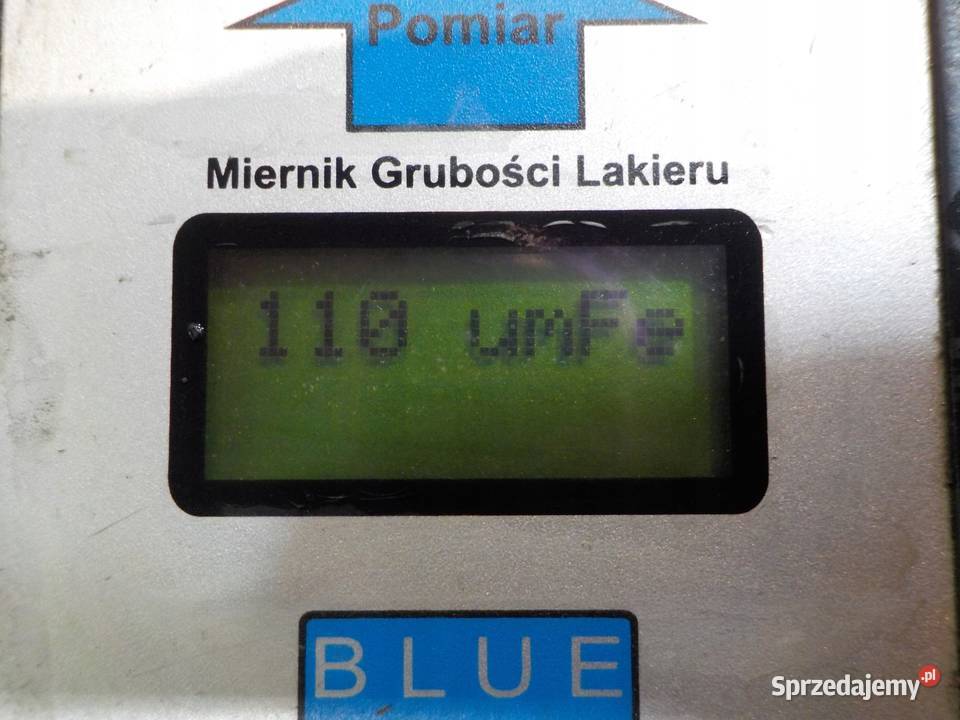 Pomiar
Miernik Grubości Lakieru
110 umFe
BLUE
Sprzedajemy.pl